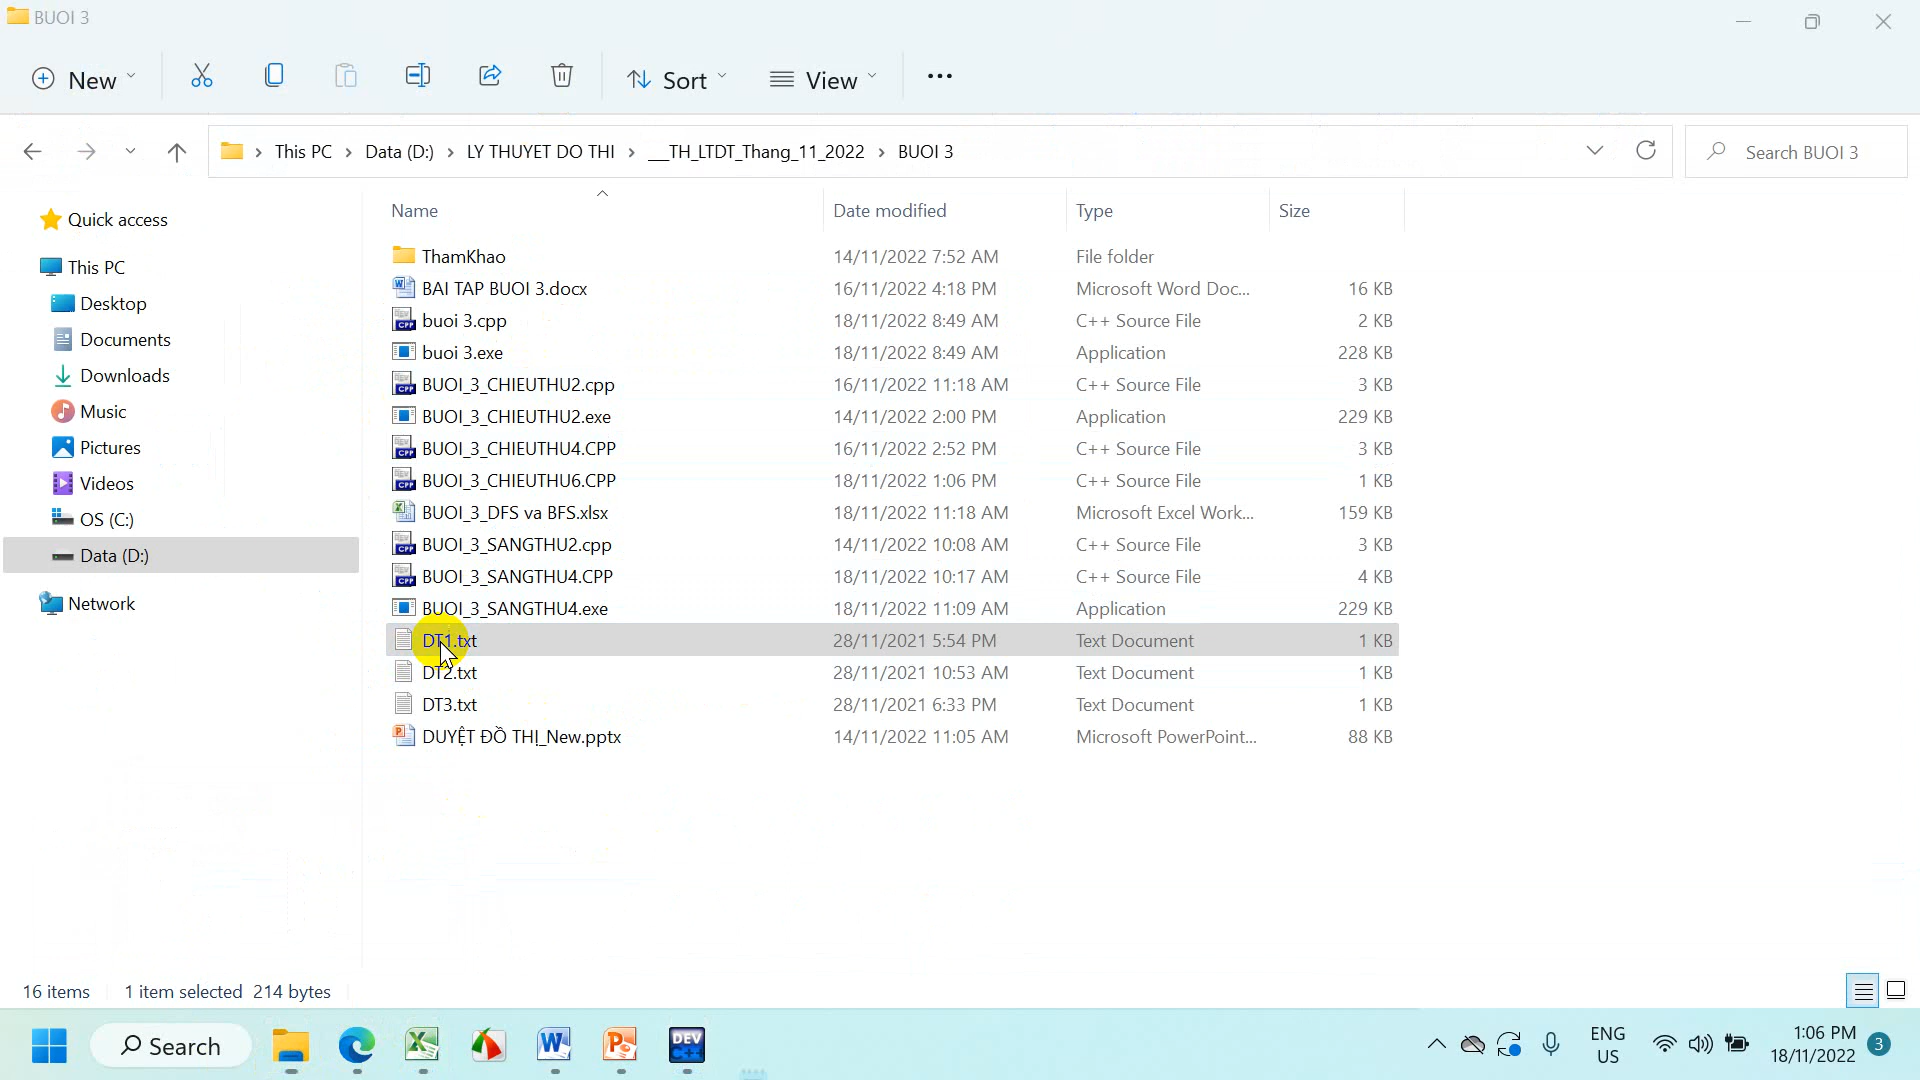 BUOI 3
New
Sort
View
This PC
Data (D:)
LY THUYET DO THI
__TH_LTDT_Thang_11_2022
BUOI 3
Search BUOI 3
Name Date modified Type Size
Quick access
This PC
Desktop
Documents
Downloads
Music
Pictures
Videos
OS (C:)
Data (D:)
Network
ThamKhao 14/11/2022 7:52 AM File folder
BAI TAP BUOI 3.docx 16/11/2022 4:18 PM Microsoft Word Doc... 16 KB
buoi 3.cpp 18/11/2022 8:49 AM C++ Source File 2 KB
buoi 3.exe 18/11/2022 8:49 AM Application 228 KB
BUOI_3_CHIEUTHU2.cpp 16/11/2022 11:18 AM C++ Source File 3 KB
BUOI_3_CHIEUTHU2.exe 14/11/2022 2:00 PM Application 229 KB
BUOI_3_CHIEUTHU4.CPP 16/11/2022 2:52 PM C++ Source File 3 KB
BUOI_3_CHIEUTHU6.CPP 18/11/2022 1:06 PM C++ Source File 1 KB
BUOI_3_DFS va BFS.xlsx 18/11/2022 11:18 AM Microsoft Excel Work... 159 KB
BUOI_3_SANGTHU2.cpp 14/11/2022 10:08 AM C++ Source File 3 KB
BUOI_3_SANGTHU4.CPP 18/11/2022 10:17 AM C++ Source File 4 KB
BUOI_3_SANGTHU4.exe 18/11/2022 11:09 AM Application 229 KB
DT1.txt 28/11/2021 5:54 PM Text Document 1 KB
DT2.txt 28/11/2021 10:53 AM Text Document 1 KB
DT3.txt 28/11/2021 6:33 PM Text Document 1 KB
DUYỆT ĐỒ THỊ_New.pptx 14/11/2022 11:05 AM Microsoft PowerPoint... 88 KB
16 items 1 item selected 214 bytes
Search
DEV
C++
ENG
US
1:06 PM
18/11/2022
3